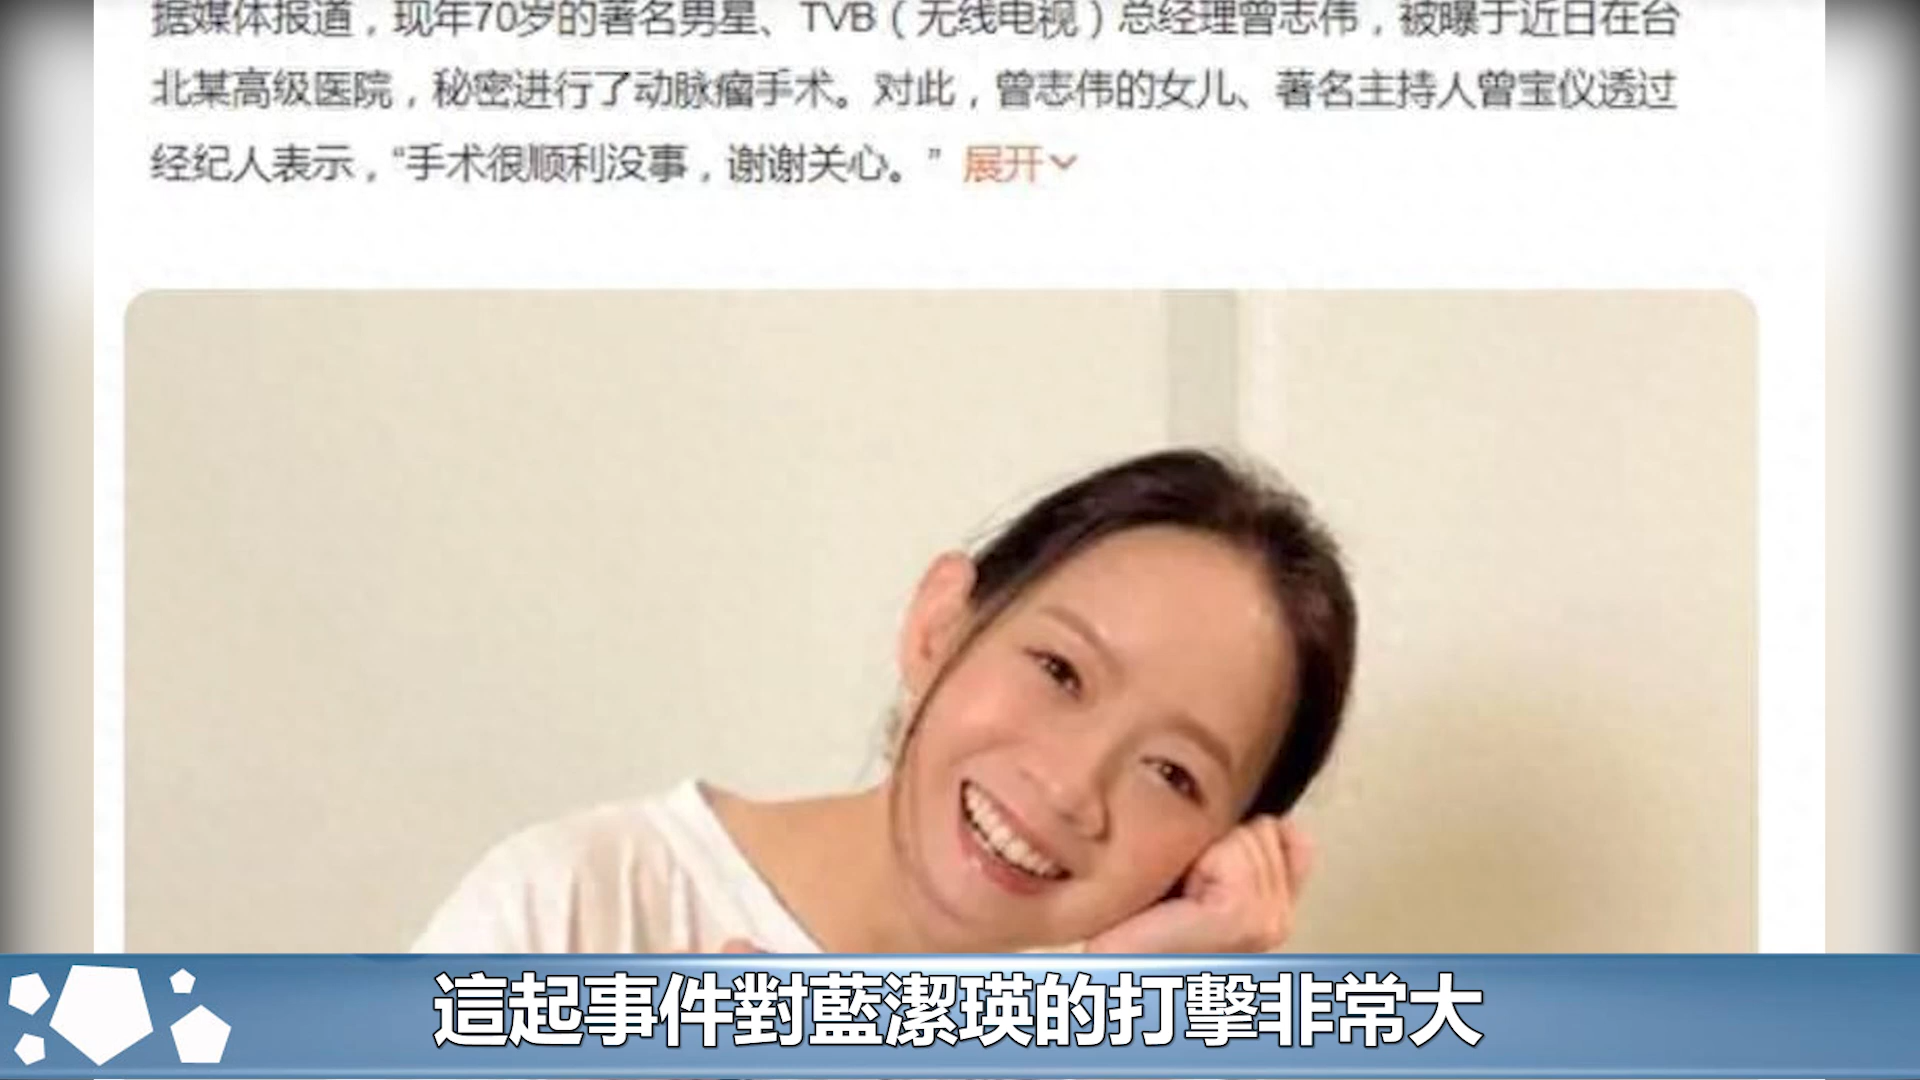 据媒体报道，现年70岁的著名男星、TVB（无线电视）总经理曾志伟，被曝于近日在台
北某高级医院，秘密进行了动脉瘤手术。对此，曾志伟的女儿、著名主持人曾宝仪透过
经纪人表示，“手术很顺利没事，谢谢关心。” 展开
這起事件對藍潔瑛的打擊非常大